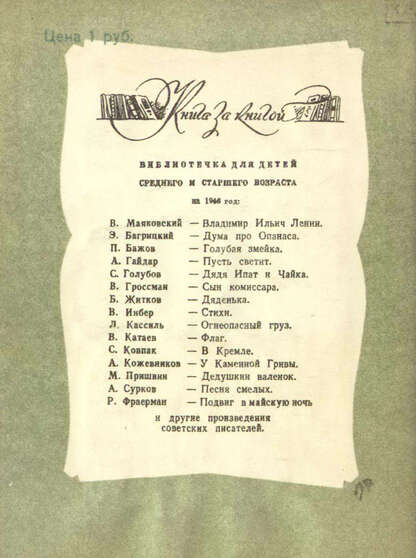 Цена 1 руб.
Книга за книгой
БИБЛИОТЕЧКА ДЛЯ ДЕТЕЙ
СРЕДНЕГО И СТАРШЕГО ВОЗРАСТА
на 1946 год:
В. Маяковский — Владимир Ильич Ленин.
Э. Багрицкий — Дума про Опанаса.
П. Бажов — Голубая змейка.
А. Гайдар — Пусть светит.
С. Голубов — Дядя Ипат и Чайка.
В. Гроссман — Сын комиссара.
Б. Житков — Дяденька.
В. Инбер — Стихи.
Л. Кассиль — Огнеопасный груз.
В. Катаев — Флаг.
С. Ковпак — В Кремле.
А. Кожевников — У Каменной Гривы.
М. Пришвин — Дедушкин валенок.
А. Сурков — Песня смелых.
Р. Фраерман — Подвиг в майскую ночь
и другие произведения
советских писателей.